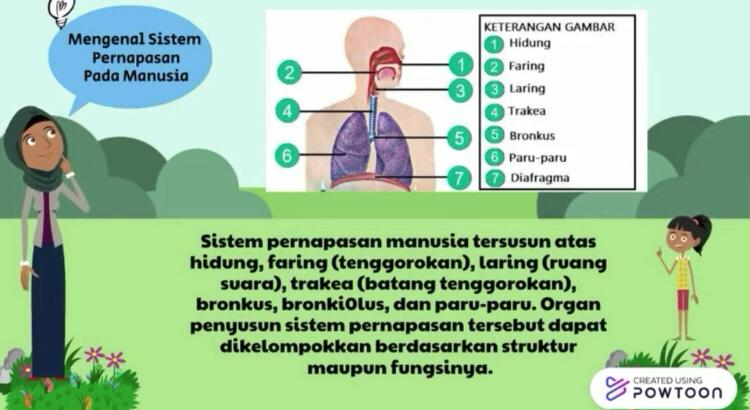 Mengenal Sistem
Pernapasan
Pada Manusia
KETERANGAN GAMBAR
1 Hidung
2 Faring
3 Laring
4 Trakea
5 Bronkus
6 Paru-paru
7 Diafragma
2
1
3
4
5
6
7
Sistem pernapasan manusia tersusun atas
hidung, faring (tenggorokan), laring (ruang
suara), trakea (batang tenggorokan),
bronkus, bronki0lus, dan paru-paru. Organ
penyusun sistem pernapasan tersebut dapat
dikelompokkan berdasarkan struktur
maupun fungsinya.
CREATED USING
POWTOON